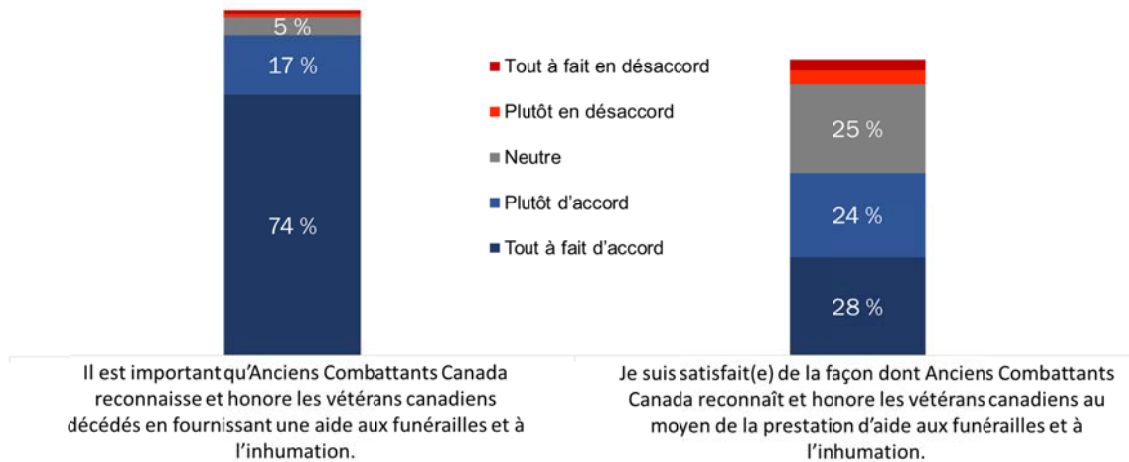 5 %
17 %
74 %
Tout à fait en désaccord
Plutôt en désaccord
Neutre
Plutôt d'accord
Tout à fait d'accord
25 %
24 %
28 %
Il est important qu'Anciens Combattants Canada
reconnaisse et honore les vétérans canadiens
décédés en fournissant une aide aux funérailles et à
l'inhumation.
Je suis satisfait(e) de la façon dont Anciens Combattants
Canada reconnaît et honore les vétérans canadiens au
moyen de la prestation d'aide aux funérailles et à
l'inhumation.